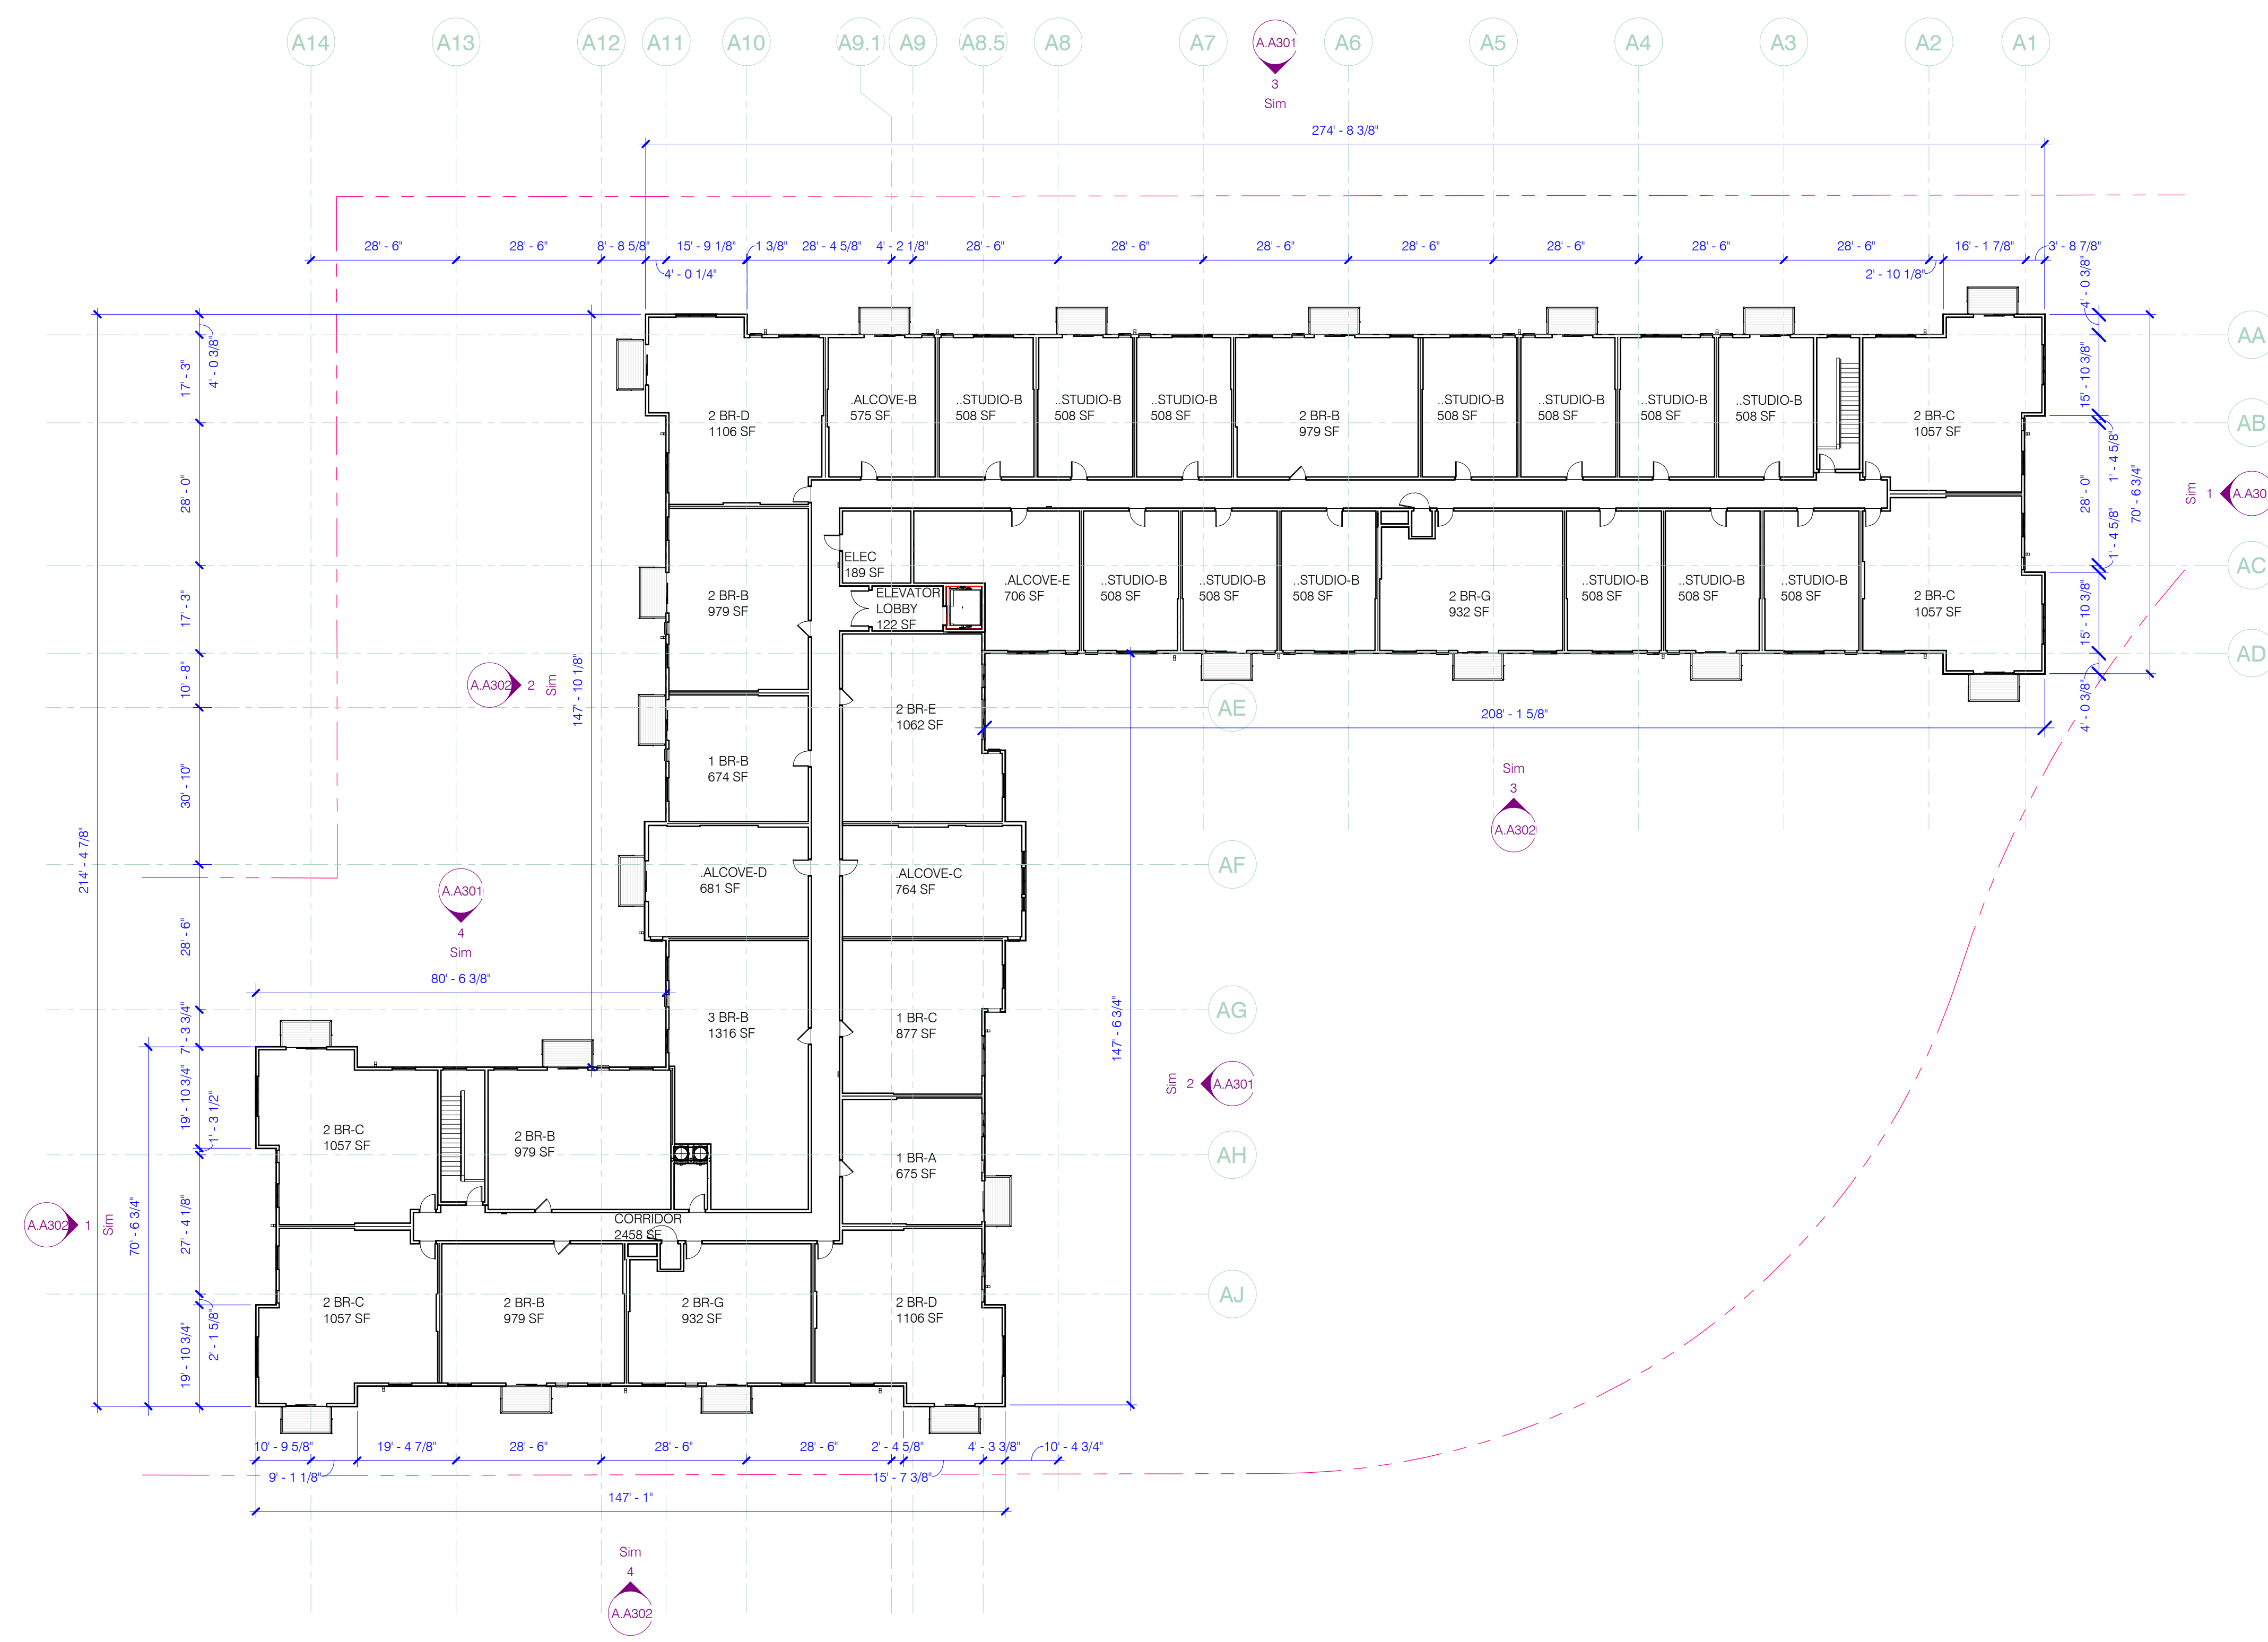 A14
A13
A12
A11
A10
A9.1
A9
A8.5
A8
A7
A.A301
3
Sim
A6
A5
A4
A3
A2
A1
274' - 8 3/8"
28' - 6"
28' - 6"
8' - 8 5/8"
4' - 0 1/4"
15' - 9 1/8"
1 3/8"
28' - 4 5/8"
4' - 2 1/8"
28' - 6"
28' - 6"
28' - 6"
28' - 6"
28' - 6"
28' - 6"
28' - 6"
2' - 10 1/8"
16' - 1 7/8"
3' - 8 7/8"
4' - 0 3/8"
15' - 10 3/8"
1' - 4 5/8"
28' - 0"
1' - 4 5/8"
15' - 10 3/8"
4' - 0 3/8"
70' - 6 3/4"
AA
AB
AC
AD
Sim
1
A.A30
4' - 0 3/8"
17' - 3"
28' - 0"
17' - 3"
10' - 8"
30' - 10"
28' - 6"
7' - 3 3/4"
19' - 10 3/4"
1' - 3 1/2"
27' - 4 1/8"
2' - 1 5/8"
19' - 10 3/4"
214' - 4 7/8"
147' - 10 1/8"
70' - 6 3/4"
2 BR-D
1106 SF
.ALCOVE-B
575 SF
..STUDIO-B
508 SF
..STUDIO-B
508 SF
..STUDIO-B
508 SF
2 BR-B
979 SF
..STUDIO-B
508 SF
..STUDIO-B
508 SF
..STUDIO-B
508 SF
..STUDIO-B
508 SF
2 BR-C
1057 SF
ELEC
189 SF
ELEVATOR
LOBBY
122 SF
.ALCOVE-E
706 SF
..STUDIO-B
508 SF
..STUDIO-B
508 SF
..STUDIO-B
508 SF
2 BR-G
932 SF
..STUDIO-B
508 SF
..STUDIO-B
508 SF
..STUDIO-B
508 SF
2 BR-C
1057 SF
2 BR-B
979 SF
A.A302
2
Sim
2 BR-E
1062 SF
AE
208' - 1 5/8"
1 BR-B
674 SF
Sim
3
A.A302
.ALCOVE-D
681 SF
.ALCOVE-C
764 SF
AF
A.A301
4
Sim
80' - 6 3/8"
3 BR-B
1316 SF
1 BR-C
877 SF
AG
147' - 6 3/4"
Sim
2
A.A301
2 BR-C
1057 SF
2 BR-B
979 SF
1 BR-A
675 SF
AH
A.A302
1
Sim
CORRIDOR
2458 SF
2 BR-C
1057 SF
2 BR-B
979 SF
2 BR-G
932 SF
2 BR-D
1106 SF
AJ
10' - 9 5/8"
9' - 1 1/8"
19' - 4 7/8"
28' - 6"
28' - 6"
28' - 6"
2' - 4 5/8"
15' - 7 3/8"
4' - 3 3/8"
10' - 4 3/4"
147' - 1"
Sim
4
A.A302